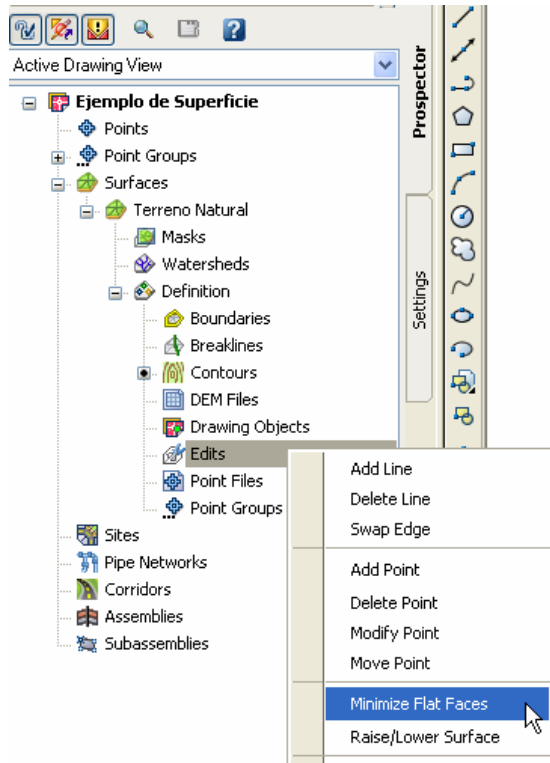 Active Drawing View
Ejemplo de Superficie
Points
Point Groups
Surfaces
Terreno Natural
Masks
Watersheds
Definition
Boundaries
Breaklines
Contours
DEM Files
Drawing Objects
Edits
Point Files
Point Groups
Sites
Pipe Networks
Corridors
Assemblies
Subassemblies
Prospector
Settings
Add Line
Delete Line
Swap Edge
Add Point
Delete Point
Modify Point
Move Point
Minimize Flat Faces
Raise/Lower Surface